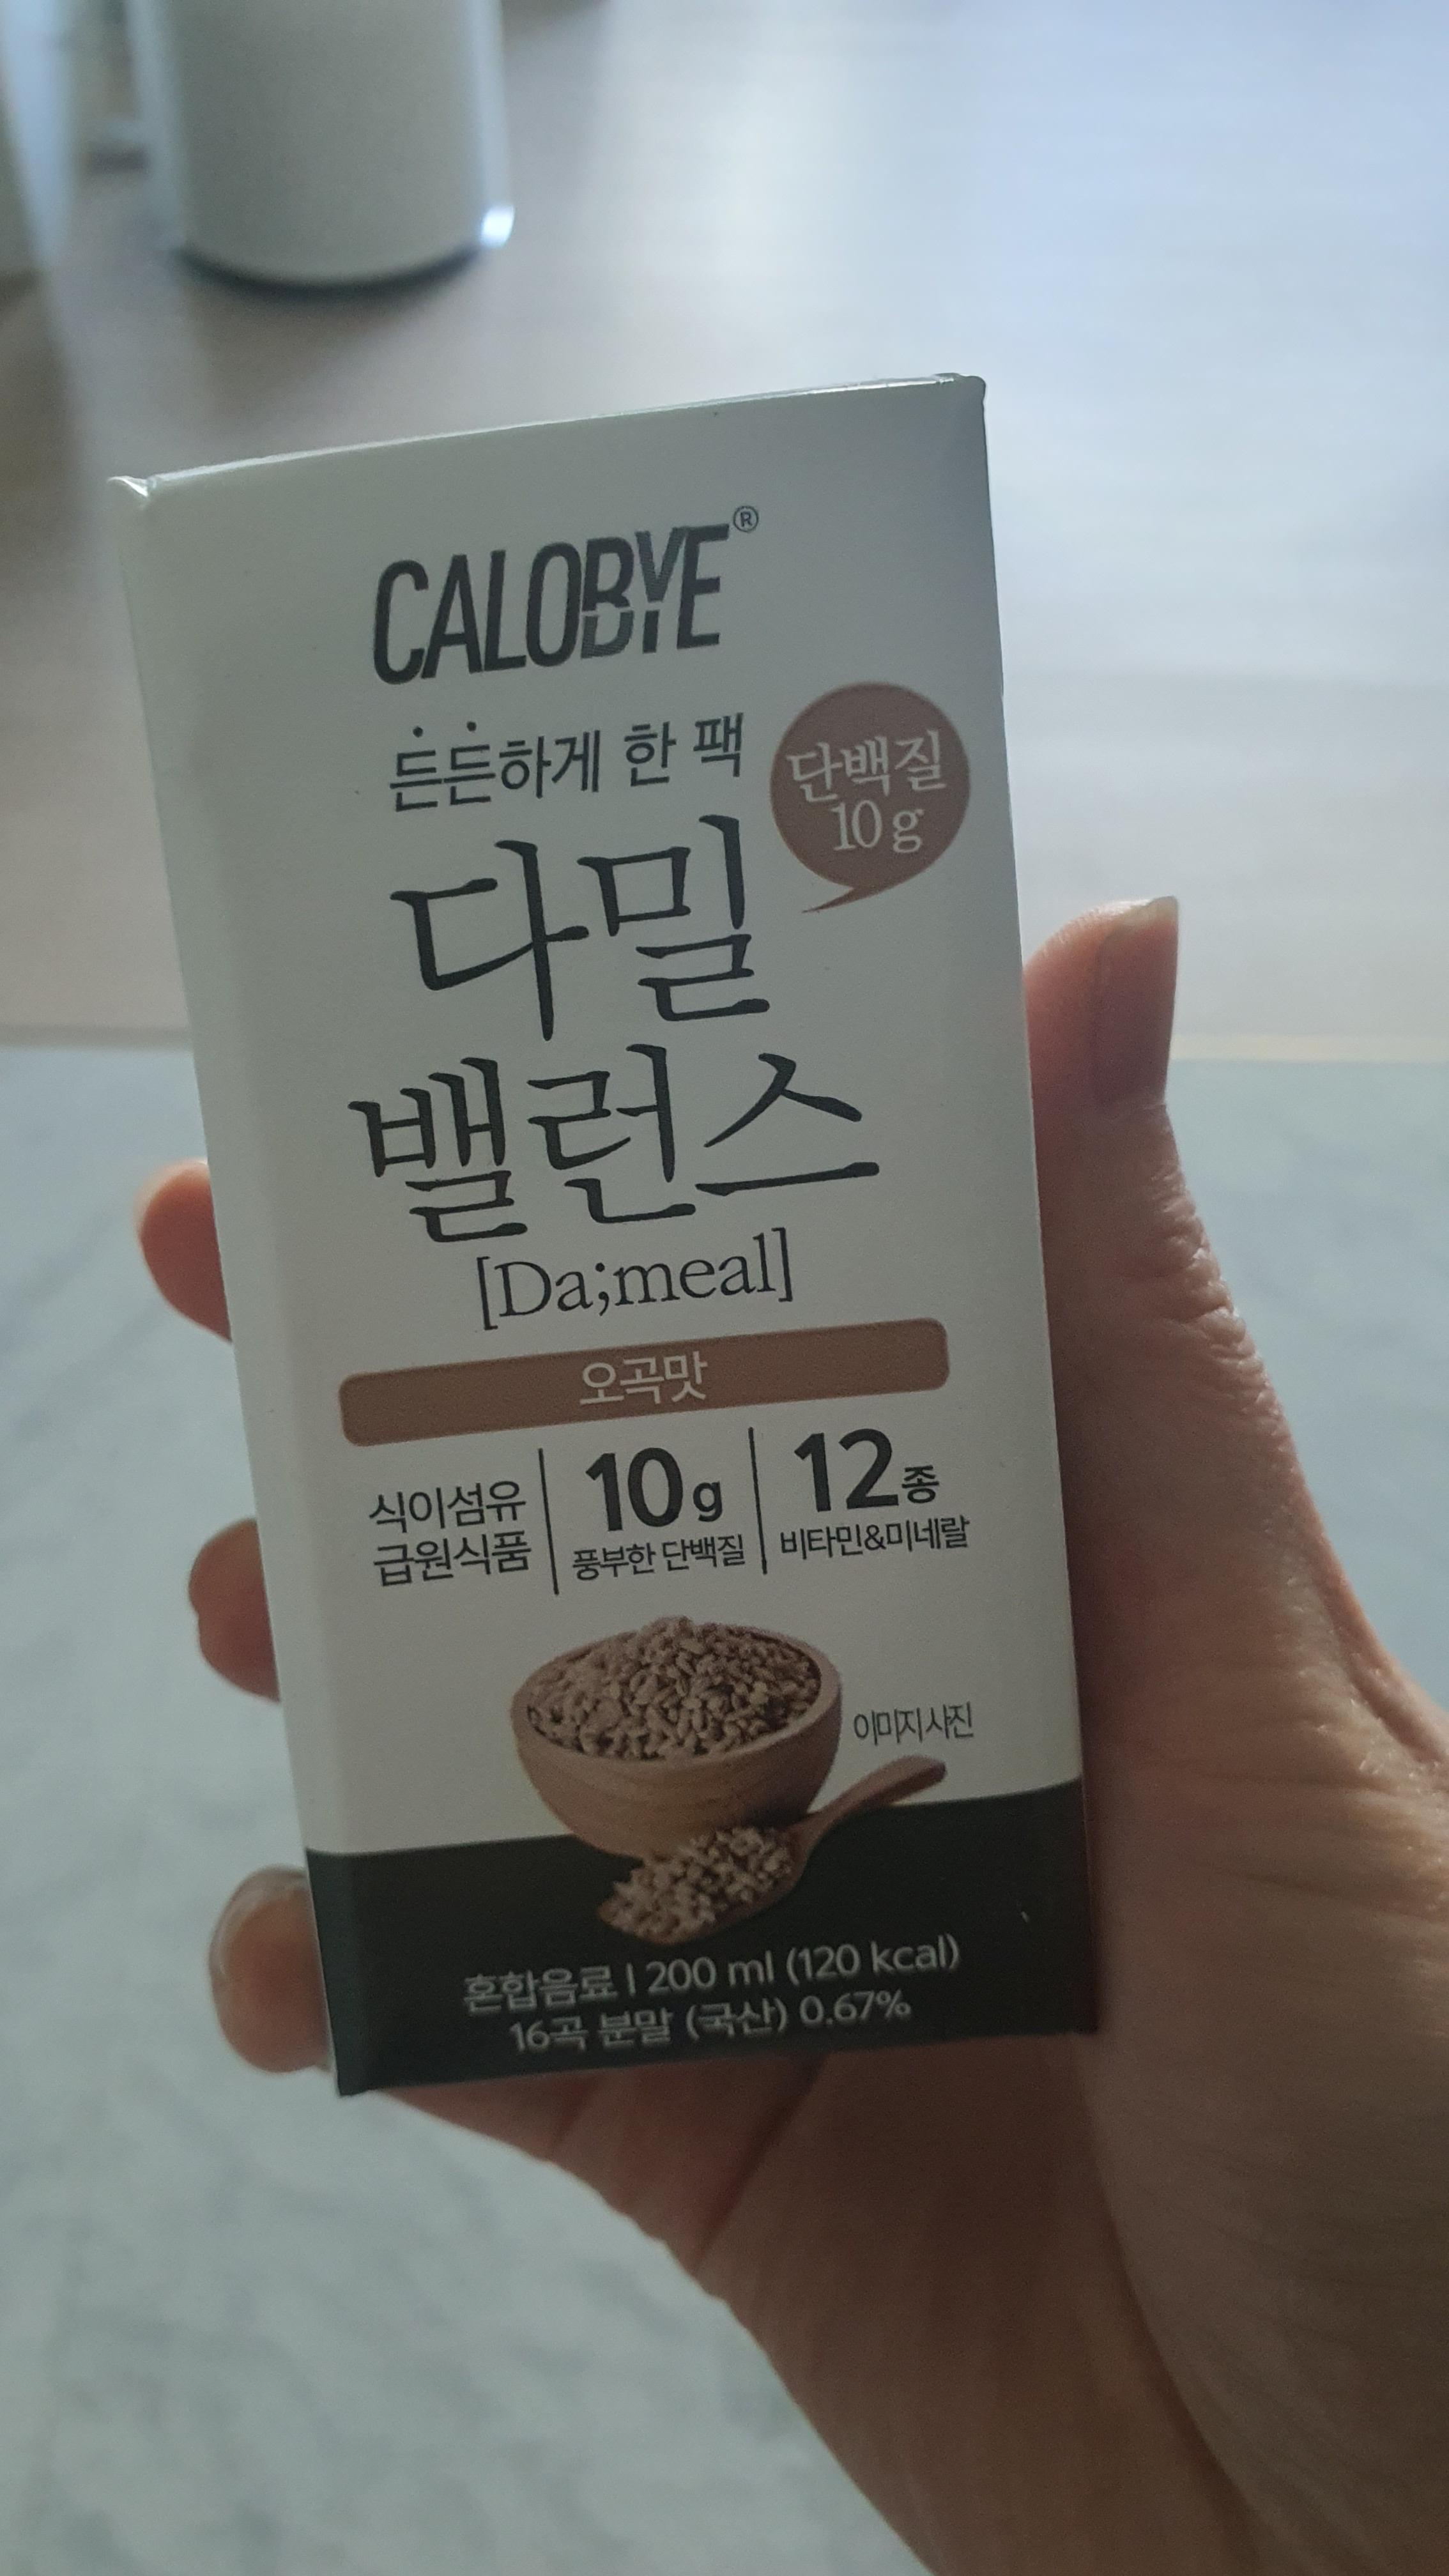 CALOBYE®
든든하게 한 팩
단백질
10g
다밀
밸런스
[Da;meal]
오곡맛
식이섬유
급원식품
10g
풍부한 단백질
12종
비타민&미네랄
이미지사진
혼합음료 | 200 ml (120 kcal)
16곡 분말 (국산) 0.67%